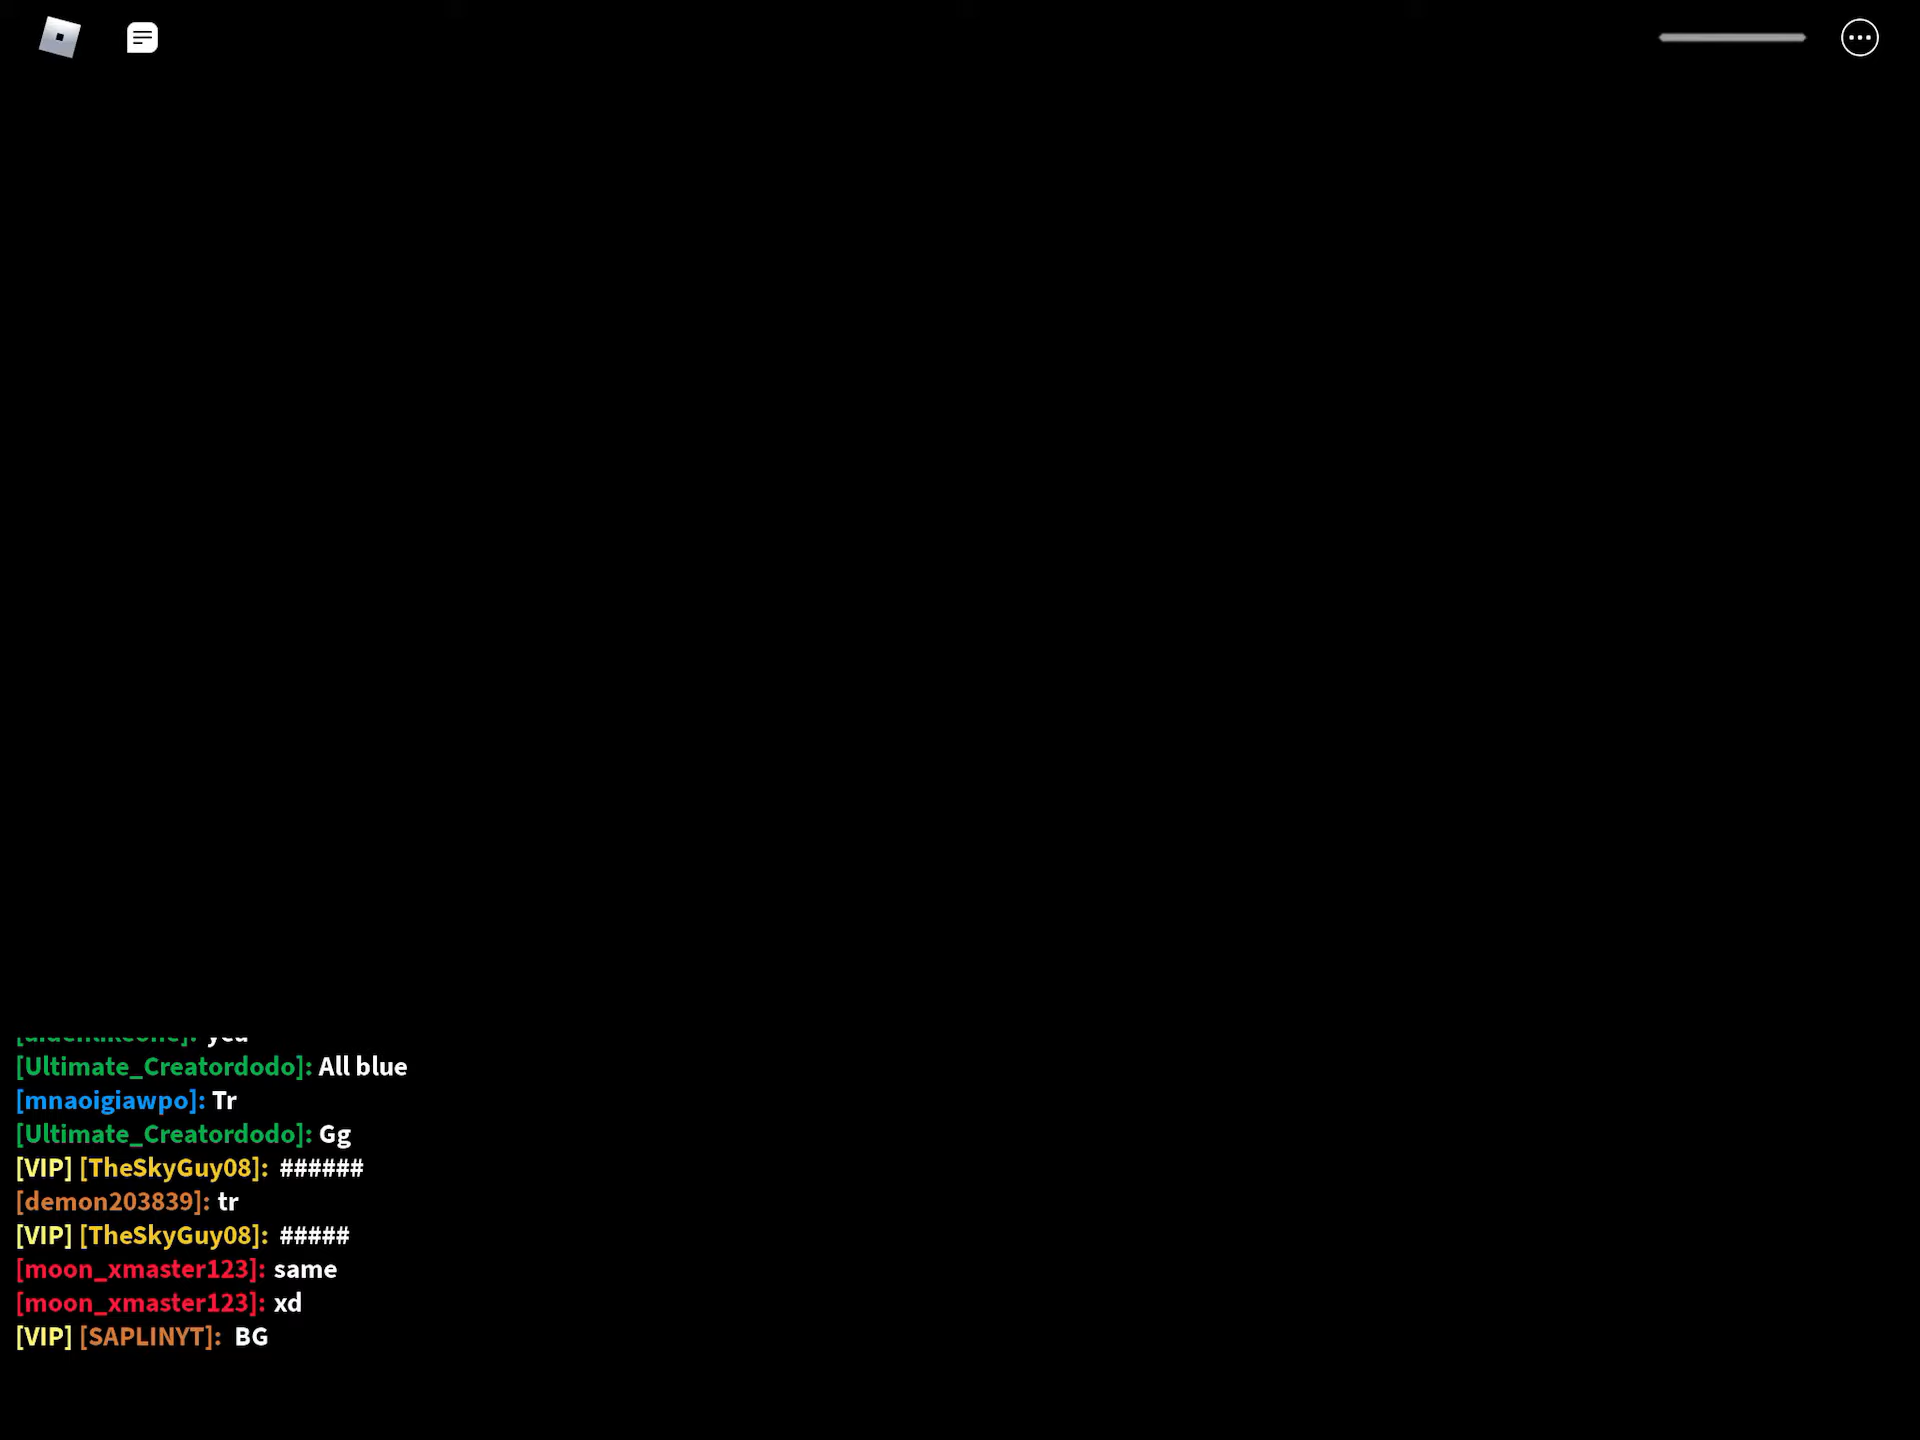 [Ultimate_Creatordodo]: All blue
[mnaoigiawpo]: Tr
[Ultimate_Creatordodo]: Gg
[VIP] [TheSkyGuy08]: ######
[demon203839]: tr
[VIP] [TheSkyGuy08]: #####
[moon_xmaster123]: same
[moon_xmaster123]: xd
[VIP] [SAPLINYT]: BG